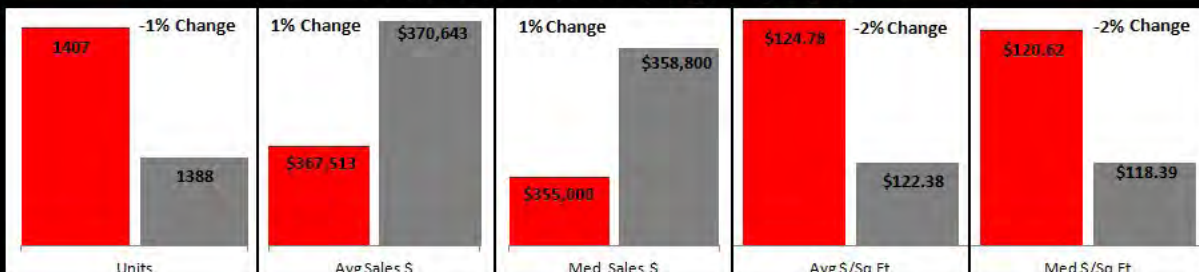 -1% Change
1407
1388
Units
1% Change
$370,643
$367,513
Avg Sales $
1% Change
$358,800
$355,000
Med. Sales $
$124.78
-2% Change
$122.38
Avg $/Sq Ft
-2% Change
$120.62
$118.39
Med $/Sq Ft